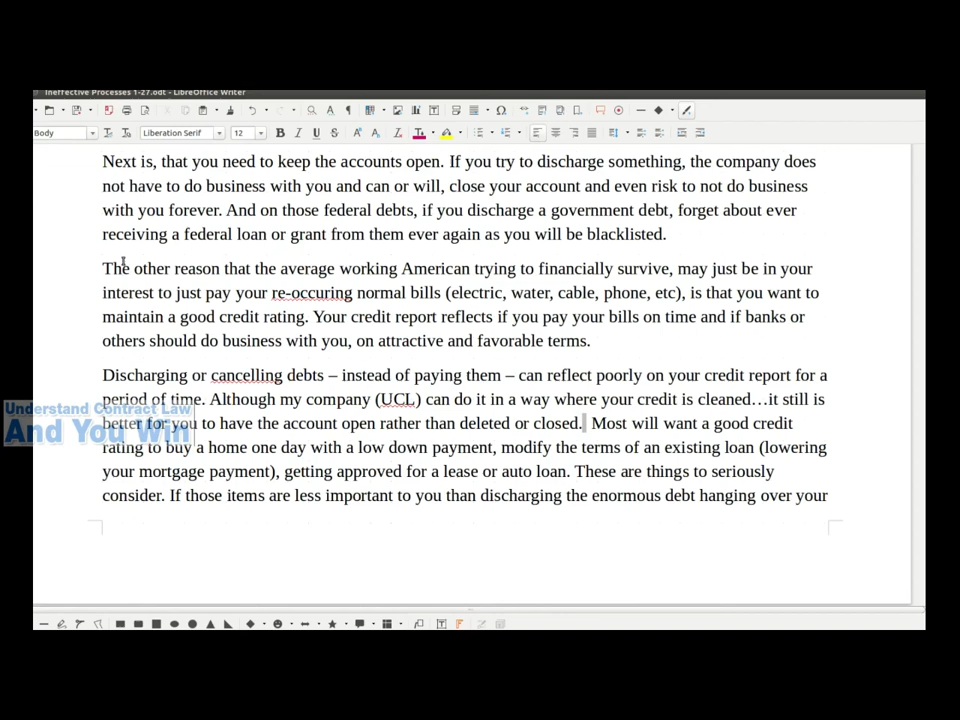 Ineffective Processes 1-27.odt - LibreOffice Writer
Body Liberation Serif 12
Next is, that you need to keep the accounts open. If you try to discharge something, the company does
not have to do business with you and can or will, close your account and even risk to not do business
with you forever. And on those federal debts, if you discharge a government debt, forget about ever
receiving a federal loan or grant from them ever again as you will be blacklisted.
The other reason that the average working American trying to financially survive, may just be in your
interest to just pay your re-occuring normal bills (electric, water, cable, phone, etc), is that you want to
maintain a good credit rating. Your credit report reflects if you pay your bills on time and if banks or
others should do business with you, on attractive and favorable terms.
Discharging or cancelling debts – instead of paying them – can reflect poorly on your credit report for a
period of time. Although my company (UCL) can do it in a way where your credit is cleaned…it still is
better for you to have the account open rather than deleted or closed. Most will want a good credit
rating to buy a home one day with a low down payment, modify the terms of an existing loan (lowering
your mortgage payment), getting approved for a lease or auto loan. These are things to seriously
consider. If those items are less important to you than discharging the enormous debt hanging over your
Understand Contract Law
And You Win